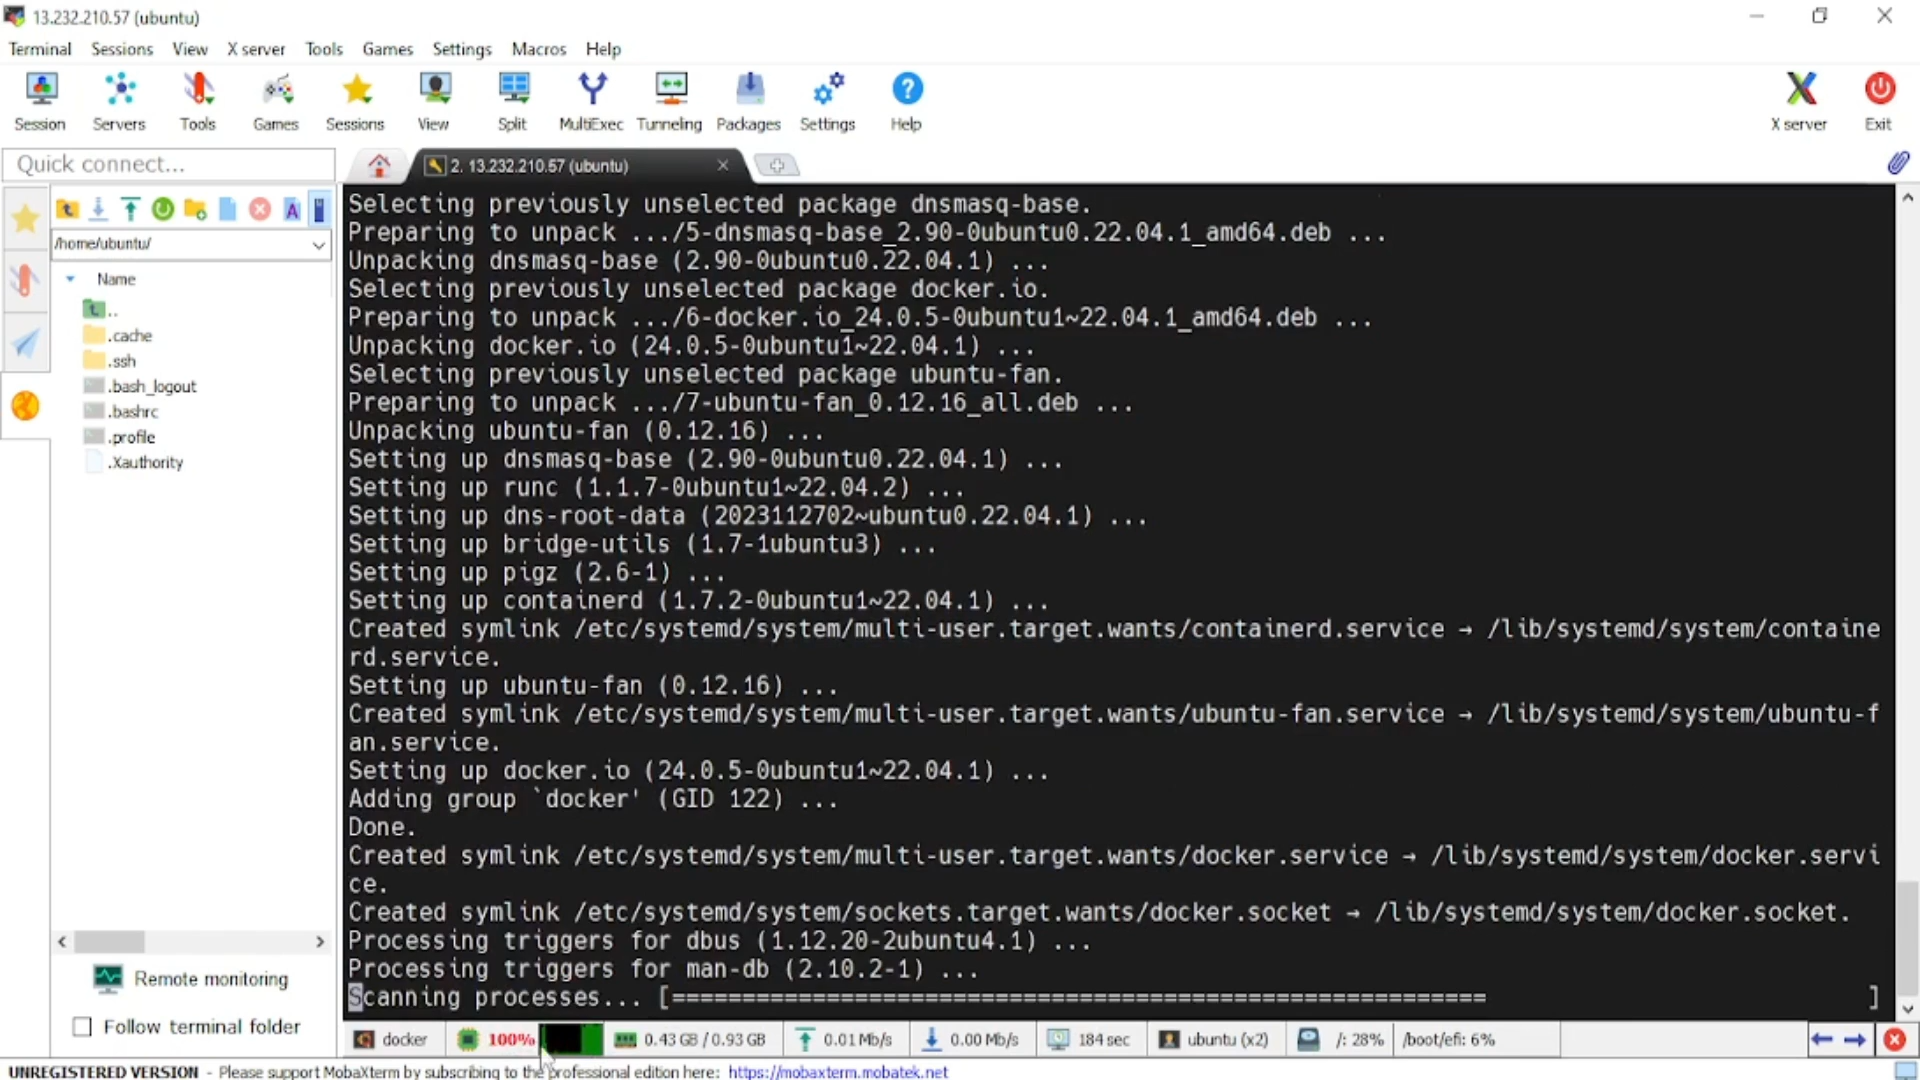 13.232.210.57 (ubuntu)
Terminal Sessions View X server Tools Games Settings Macros Help
Session Servers Tools Games Sessions View Split MultiExec Tunneling Packages Settings Help X server Exit
Quick connect...
2. 13.232.210.57 (ubuntu)
/home/ubuntu/
Name
..
.cache
.ssh
.bash_logout
.bashrc
.profile
.Xauthority
Remote monitoring
Follow terminal folder
Selecting previously unselected package dnsmasq-base.
Preparing to unpack .../5-dnsmasq-base_2.90-0ubuntu0.22.04.1_amd64.deb ...
Unpacking dnsmasq-base (2.90-0ubuntu0.22.04.1) ...
Selecting previously unselected package docker.io.
Preparing to unpack .../6-docker.io_24.0.5-0ubuntu1~22.04.1_amd64.deb ...
Unpacking docker.io (24.0.5-0ubuntu1~22.04.1) ...
Selecting previously unselected package ubuntu-fan.
Preparing to unpack .../7-ubuntu-fan_0.12.16_all.deb ...
Unpacking ubuntu-fan (0.12.16) ...
Setting up dnsmasq-base (2.90-0ubuntu0.22.04.1) ...
Setting up runc (1.1.7-0ubuntu1~22.04.2) ...
Setting up dns-root-data (2023112702~ubuntu0.22.04.1) ...
Setting up bridge-utils (1.7-1ubuntu3) ...
Setting up pigz (2.6-1) ...
Setting up containerd (1.7.2-0ubuntu1~22.04.1) ...
Created symlink /etc/systemd/system/multi-user.target.wants/containerd.service → /lib/systemd/system/containe
rd.service.
Setting up ubuntu-fan (0.12.16) ...
Created symlink /etc/systemd/system/multi-user.target.wants/ubuntu-fan.service → /lib/systemd/system/ubuntu-f
an.service.
Setting up docker.io (24.0.5-0ubuntu1~22.04.1) ...
Adding group `docker' (GID 122) ...
Done.
Created symlink /etc/systemd/system/multi-user.target.wants/docker.service → /lib/systemd/system/docker.servi
ce.
Created symlink /etc/systemd/system/sockets.target.wants/docker.socket → /lib/systemd/system/docker.socket.
Processing triggers for dbus (1.12.20-2ubuntu4.1) ...
Processing triggers for man-db (2.10.2-1) ...
Scanning processes... [========================================================== ]
docker 100% 0.43 GB / 0.93 GB 0.01 Mb/s 0.00 Mb/s 184 sec ubuntu (x2) /: 28% /boot/efi: 6%
UNREGISTERED VERSION - Please support MobaXterm by subscribing to the professional edition here: https://mobaxterm.mobatek.net